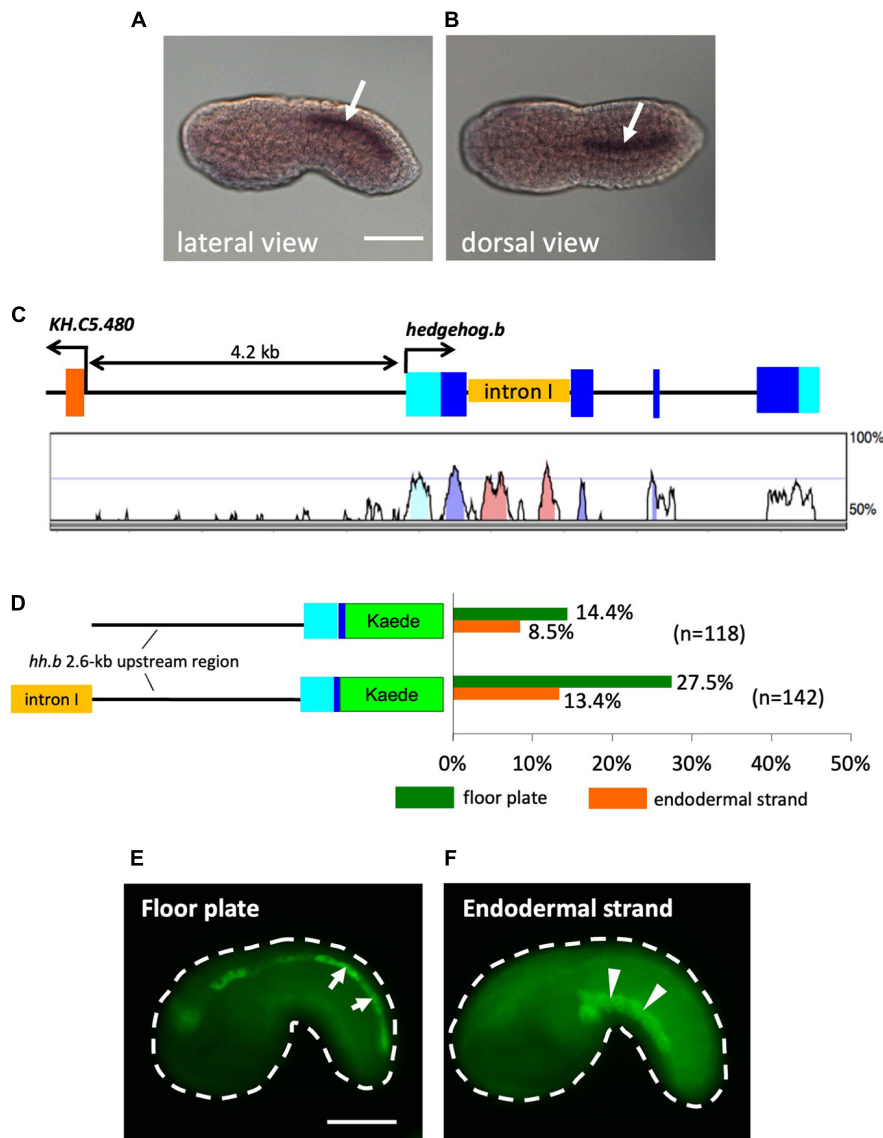 A
B
lateral view
dorsal view
C
KH.C5.480
hedgehog.b
4.2 kb
intron I
100%
50%
D
Kaede
14.4%
8.5%
(n=118)
hh.b 2.6-kb upstream region
intron I
Kaede
27.5%
13.4%
(n=142)
0% 10% 20% 30% 40% 50%
floor plate
endodermal strand
E
F
Floor plate
Endodermal strand